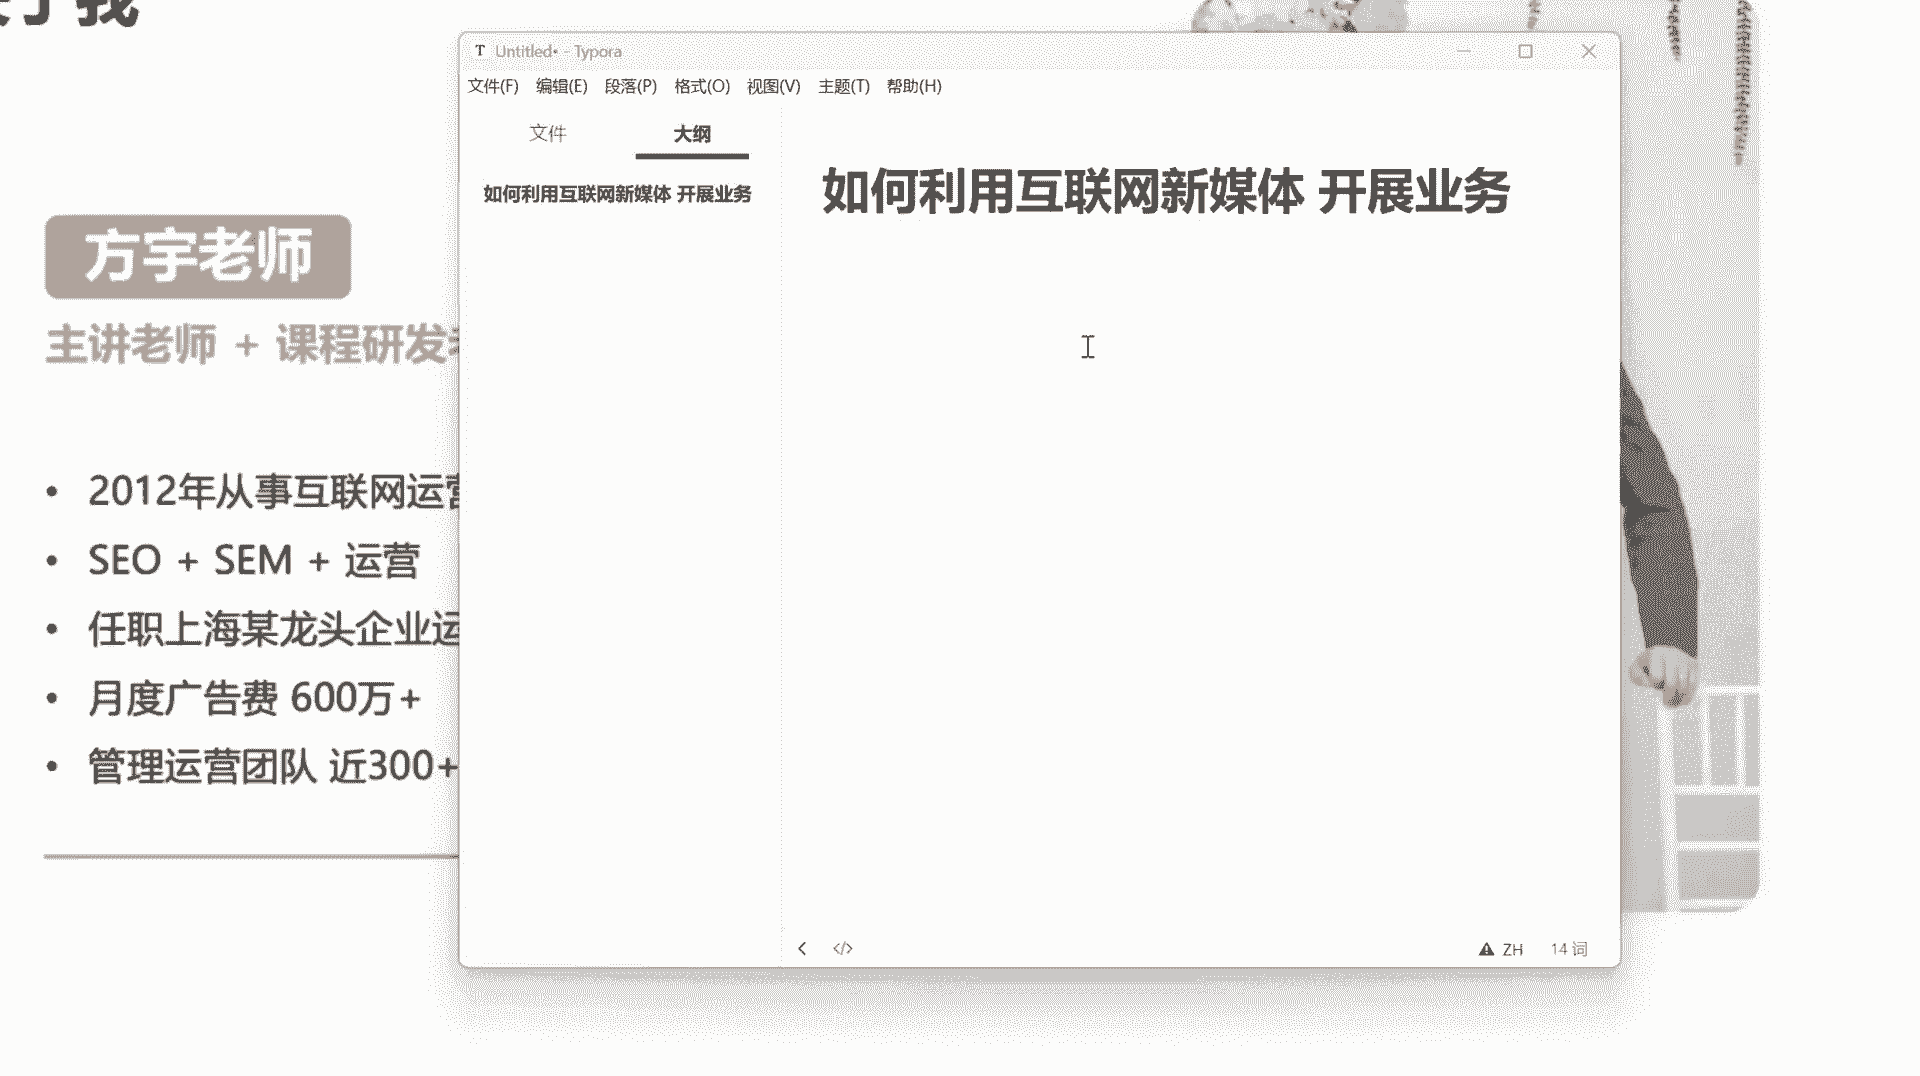 了我
方宇老师
主讲老师 + 课程研发
2012年从事互联网运营
SEO + SEM + 运营
任职上海某龙头企业运
月度广告费 600万+
管理运营团队 近300+
Untitled• - Typora
文件(F) 编辑(E) 段落(P) 格式(O) 视图(V) 主题(T) 帮助(H)
文件 大纲
如何利用互联网新媒体 开展业务
如何利用互联网新媒体 开展业务
ZH 14 词